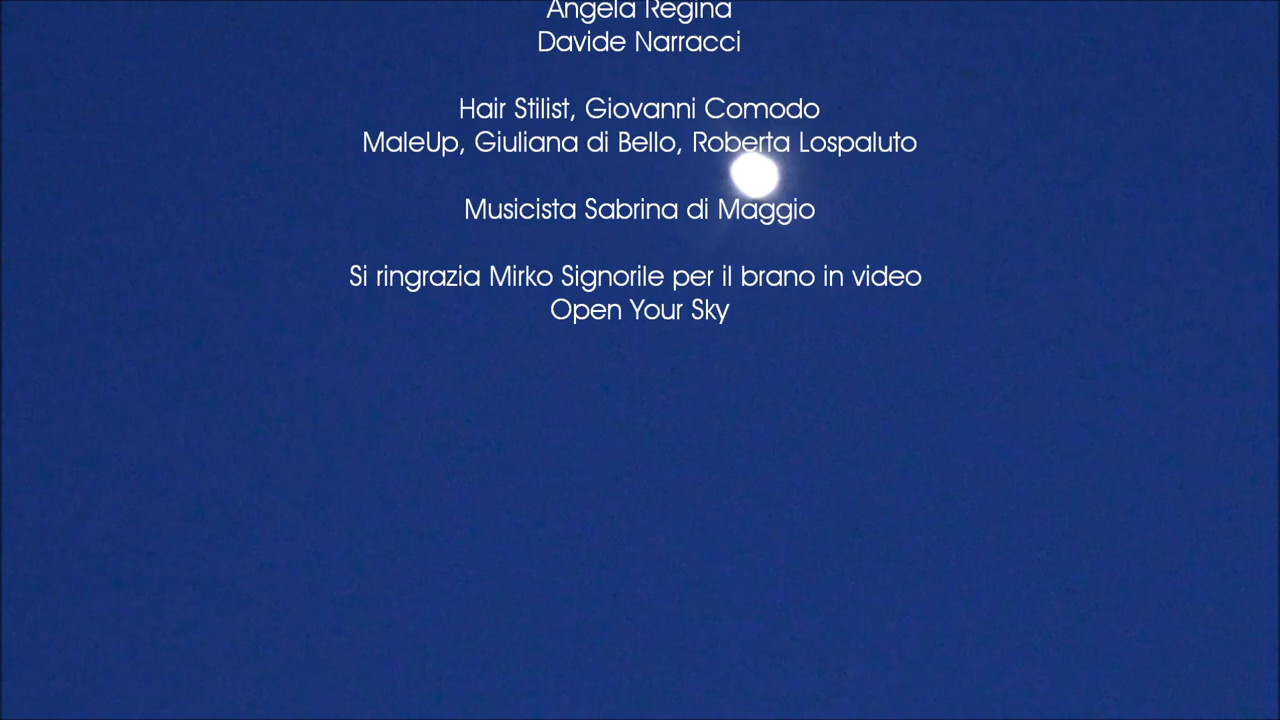 Angela Regina
Davide Narracci
Hair Stilist, Giovanni Comodo
MaleUp, Giuliana di Bello, Roberta Lospaluto
Musicista Sabrina di Maggio
Si ringrazia Mirko Signorile per il brano in video
Open Your Sky